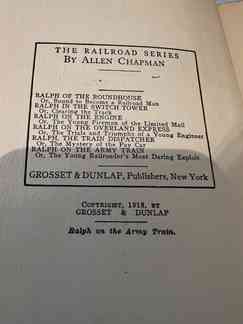 THE RAILROAD SERIES
BY ALLEN CHAPMAN
RALPH OF THE ROUNDHOUSE
Or, Bound to Become a Railroad Man
RALPH IN THE SWITCH TOWER
Or, Clearing the Track
RALPH ON THE ENGINE
Or, The Young Fireman of the Limited Mail
RALPH ON THE OVERLAND EXPRESS
Or, The Trials and Triumphs of a Young Engineer
RALPH, THE TRAIN DISPATCHER
Or, The Mystery of the Pay Car
RALPH ON THE ARMY TRAIN
Or, The Young Railroader's Most Daring Exploit
GROSSET & DUNLAP, Publishers, New York
COPYRIGHT, 1918, BY
GROSSET & DUNLAP
Ralph on the Army Train.